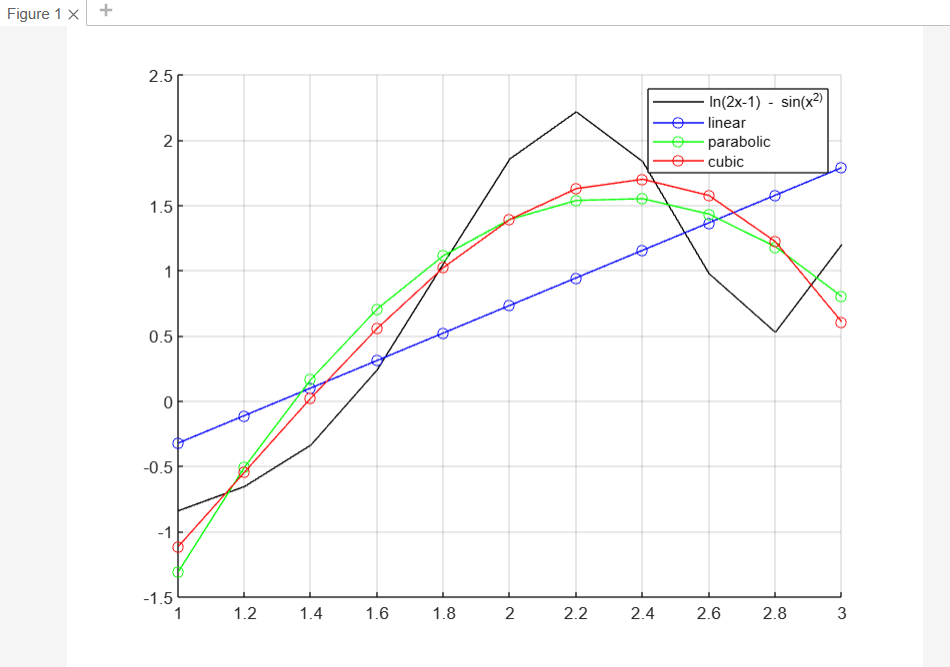 Figure 1 × +
2.5
2
1.5
1
0.5
0
-0.5
-1
-1.5
1 1.2 1.4 1.6 1.8 2 2.2 2.4 2.6 2.8 3
ln(2x-1) - sin(x²)
linear
parabolic
cubic